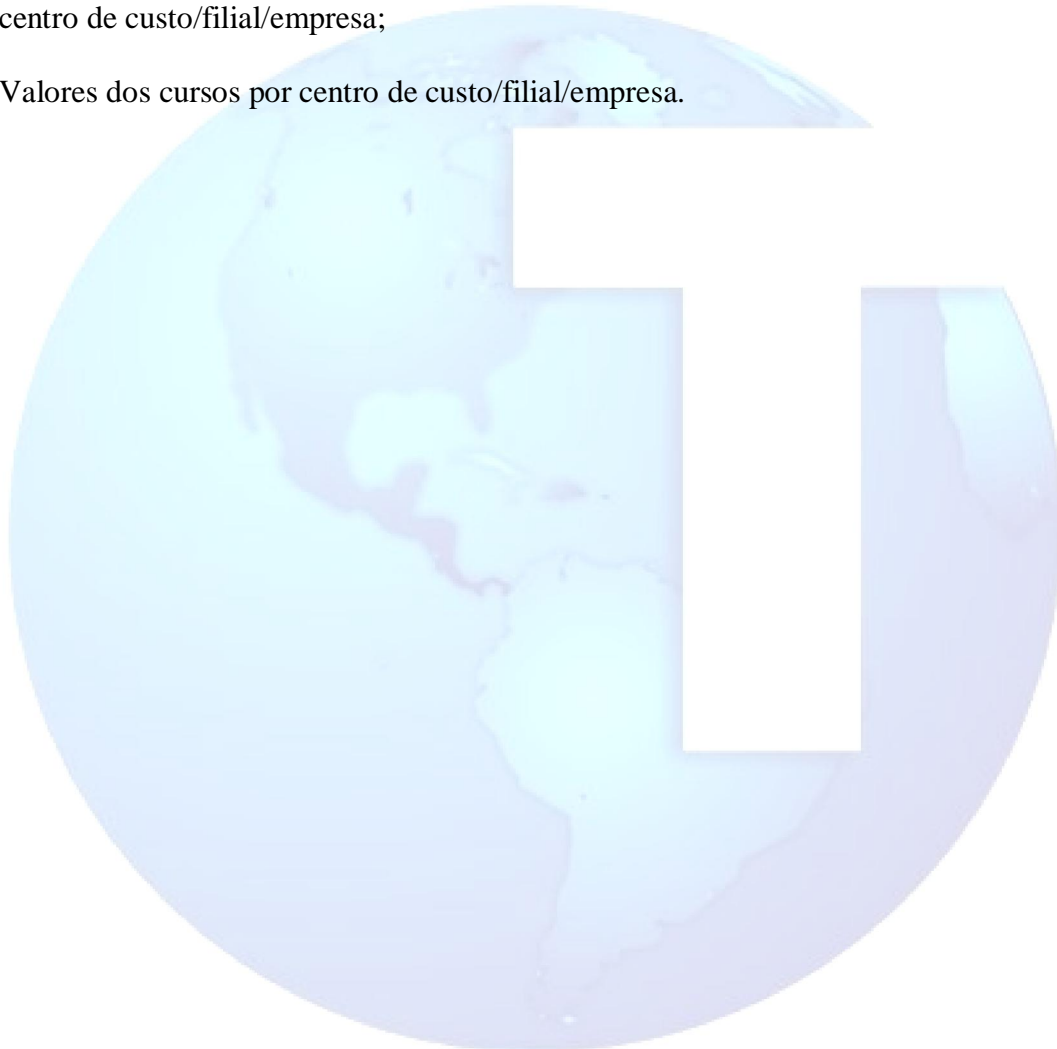 centro de custo/filial/empresa;
Valores dos cursos por centro de custo/filial/empresa.
T